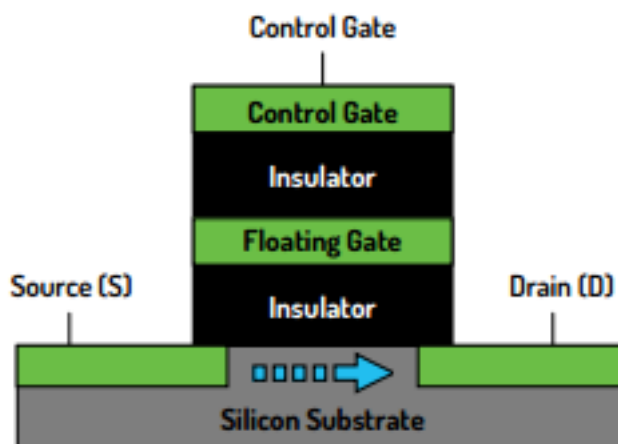 Control Gate
Control Gate
Insulator
Floating Gate
Source (S)
Insulator
Drain (D)
Silicon Substrate